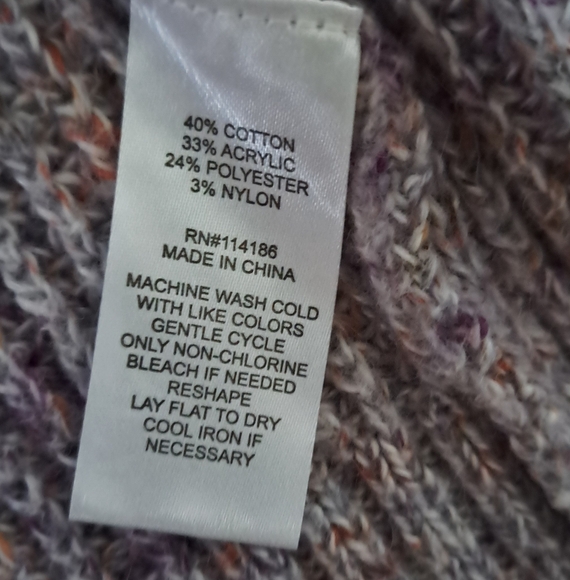 40% COTTON
33% ACRYLIC
24% POLYESTER
3% NYLON
RN#114186
MADE IN CHINA
MACHINE WASH COLD
WITH LIKE COLORS
GENTLE CYCLE
ONLY NON-CHLORINE
BLEACH IF NEEDED
RESHAPE
LAY FLAT TO DRY
COOL IRON IF
NECESSARY